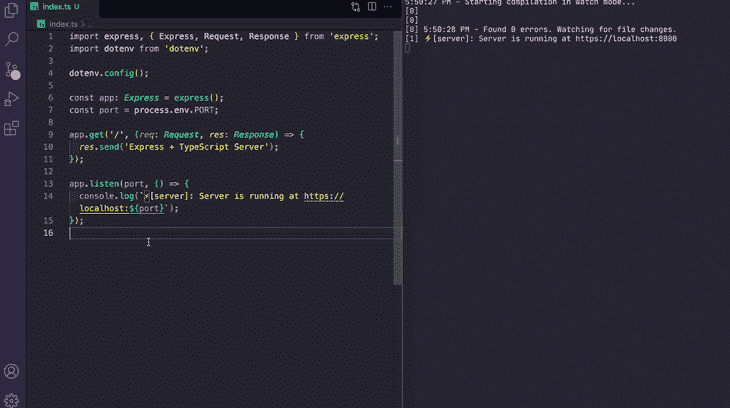 index.ts U
index.ts > ...
1 import express, { Express, Request, Response } from 'express';
2 import dotenv from 'dotenv';
3
4 dotenv.config();
5
6 const app: Express = express();
7 const port = process.env.PORT;
8
9 app.get('/', (req: Request, res: Response) => {
10 res.send('Express + TypeScript Server');
11 });
12
13 app.listen(port, () => {
14 console.log(`⚡[server]: Server is running at https://
localhost:${port}`);
15 });
16
5:50:27 PM - Starting compilation in watch mode...
[0]
[0]
[0] 5:50:28 PM - Found 0 errors. Watching for file changes.
[1] ⚡[server]: Server is running at https://localhost:8000